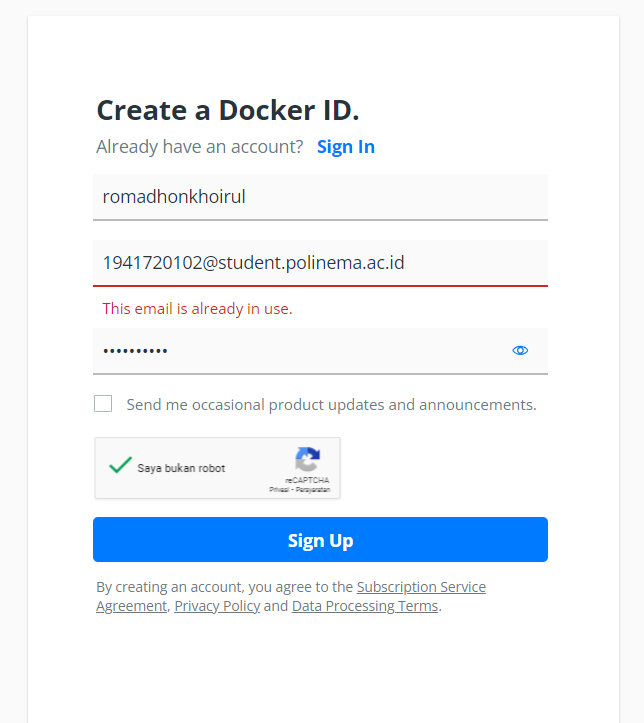 Create a Docker ID.
Already have an account? Sign In
romadhonkhoirul
1941720102@student.polinema.ac.id
This email is already in use.
••••••••••
Send me occasional product updates and announcements.
Saya bukan robot
reCAPTCHA
Privasi - Persyaratan
Sign Up
By creating an account, you agree to the Subscription Service
Agreement, Privacy Policy and Data Processing Terms.